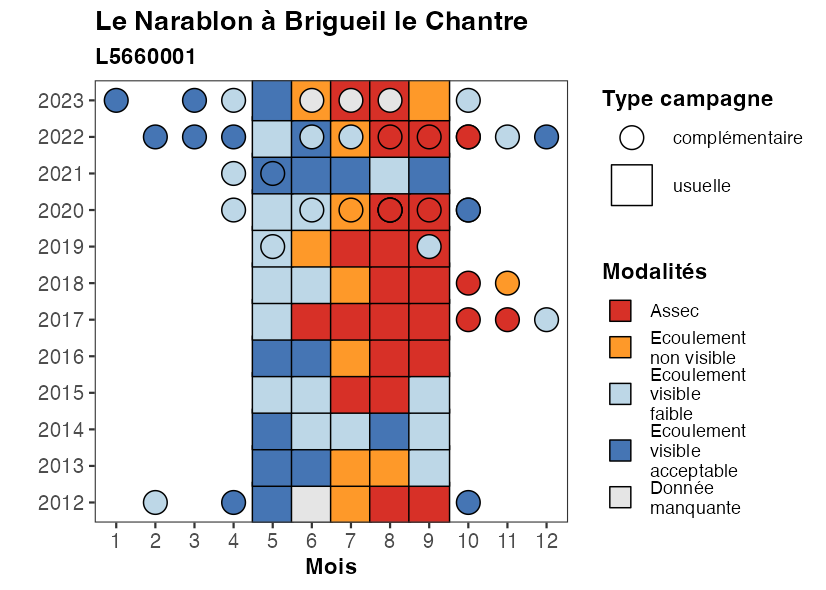 Le Narablon à Brigueil le Chantre
L5660001
2023
2022
2021
2020
2019
2018
2017
2016
2015
2014
2013
2012
1 2 3 4 5 6 7 8 9 10 11 12
Mois
Type campagne
complémentaire
usuelle
Modalités
Assec
Ecoulement
non visible
Ecoulement
visible
faible
Ecoulement
visible
acceptable
Donnée
manquante